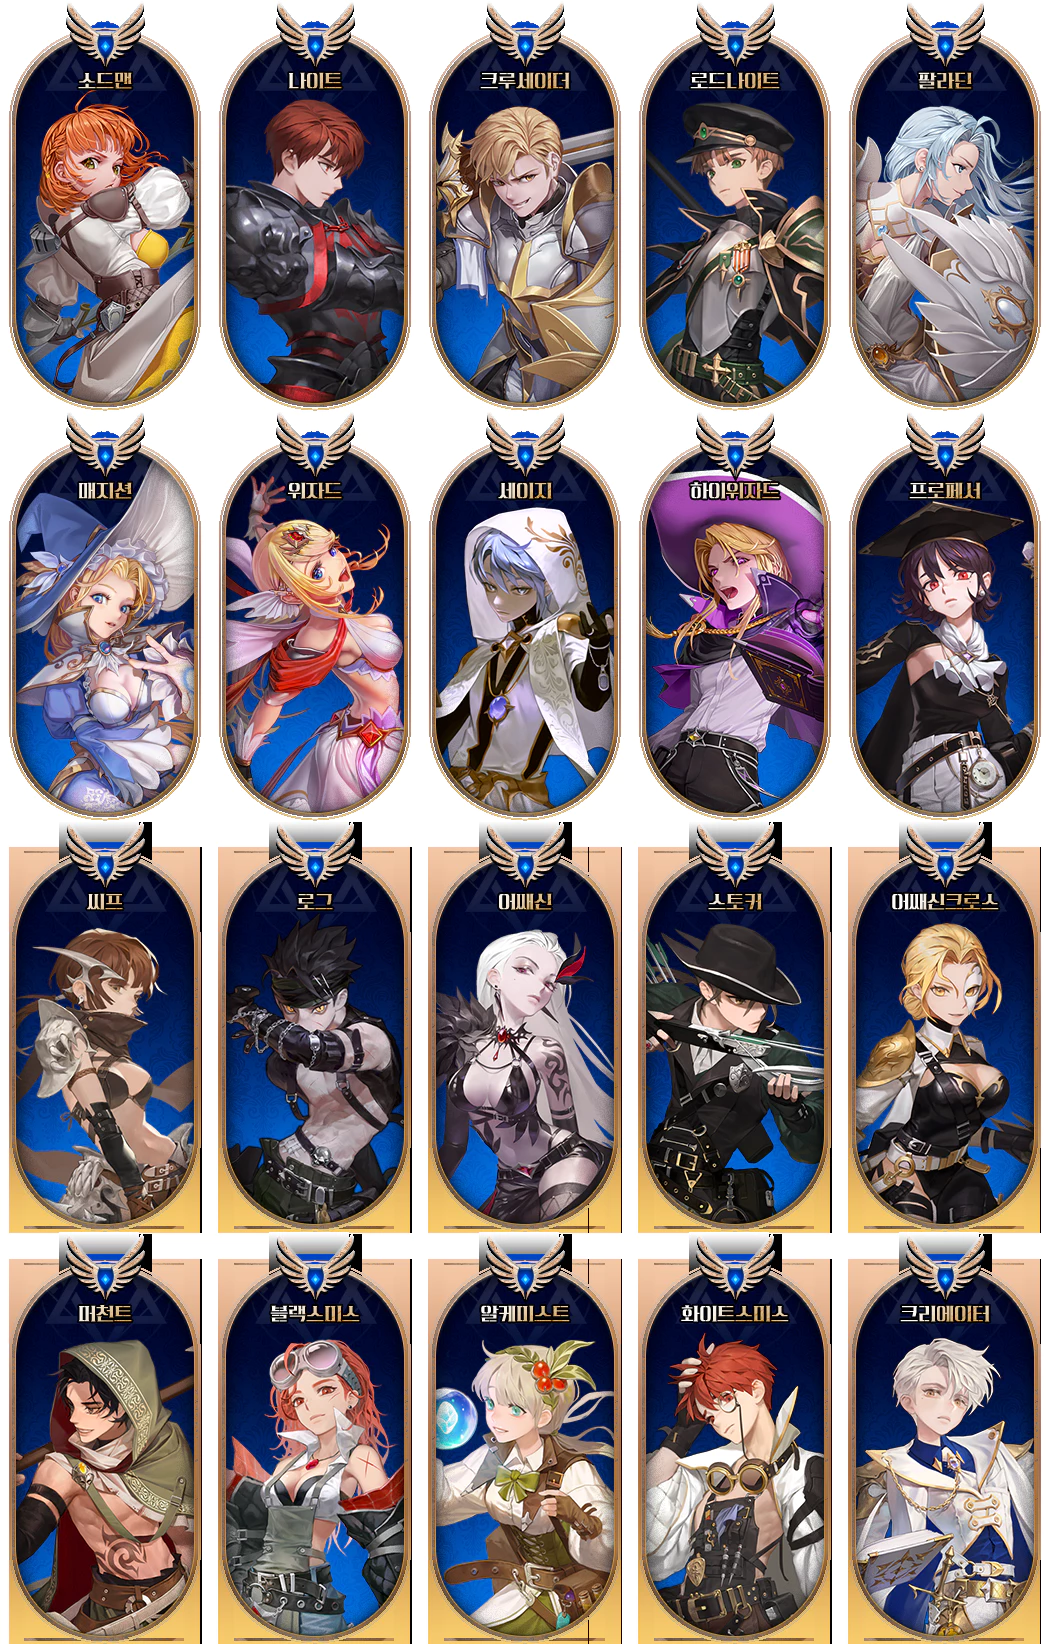 소드맨
나이트
크루세이더
로드나이트
팔라딘
매지션
위자드
세이지
하이위자드
프로페서
씨프
로그
어쌔신
스토커
어쌔신크로스
머천트
블랙스미스
알케미스트
화이트스미스
크리에이터